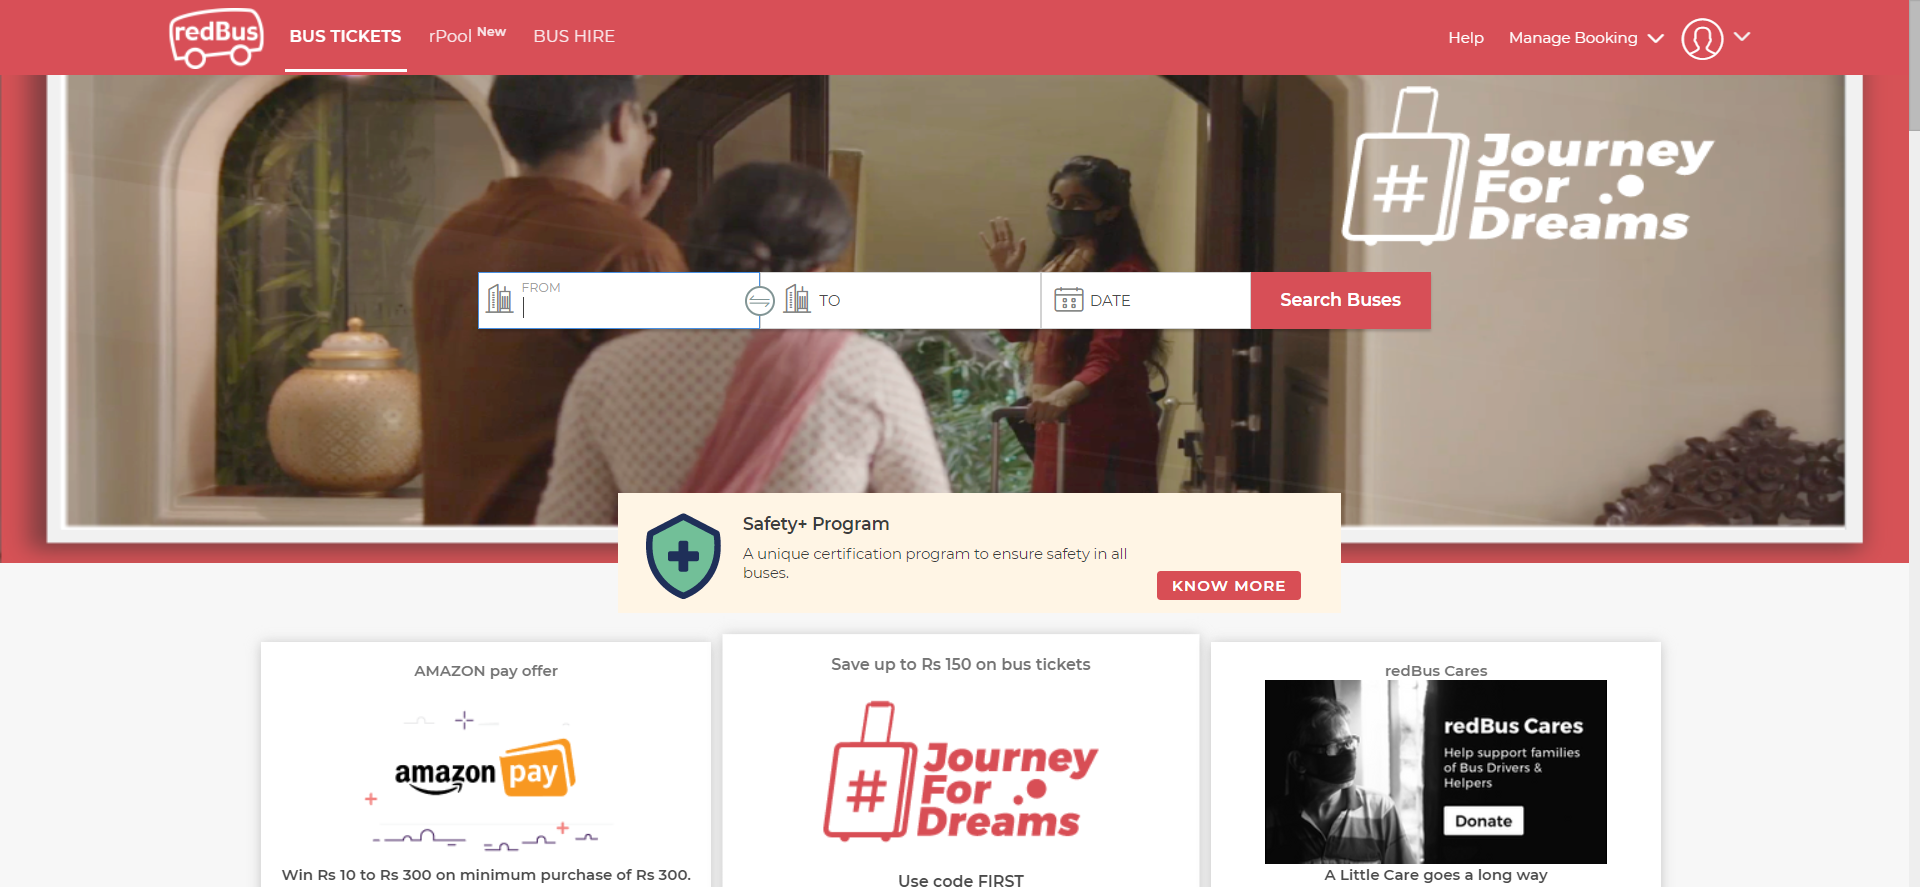 redBus
BUS TICKETS
rPool New
BUS HIRE
Help
Manage Booking
# Journey
For
Dreams
FROM
TO
DATE
Search Buses
Safety+ Program
A unique certification program to ensure safety in all
buses.
KNOW MORE
AMAZON pay offer
amazon pay
Win Rs 10 to Rs 300 on minimum purchase of Rs 300.
Save up to Rs 150 on bus tickets
# Journey
For
Dreams
Use code FIRST
redBus Cares
redBus Cares
Help support families
of Bus Drivers &
Helpers
Donate
A Little Care goes a long way